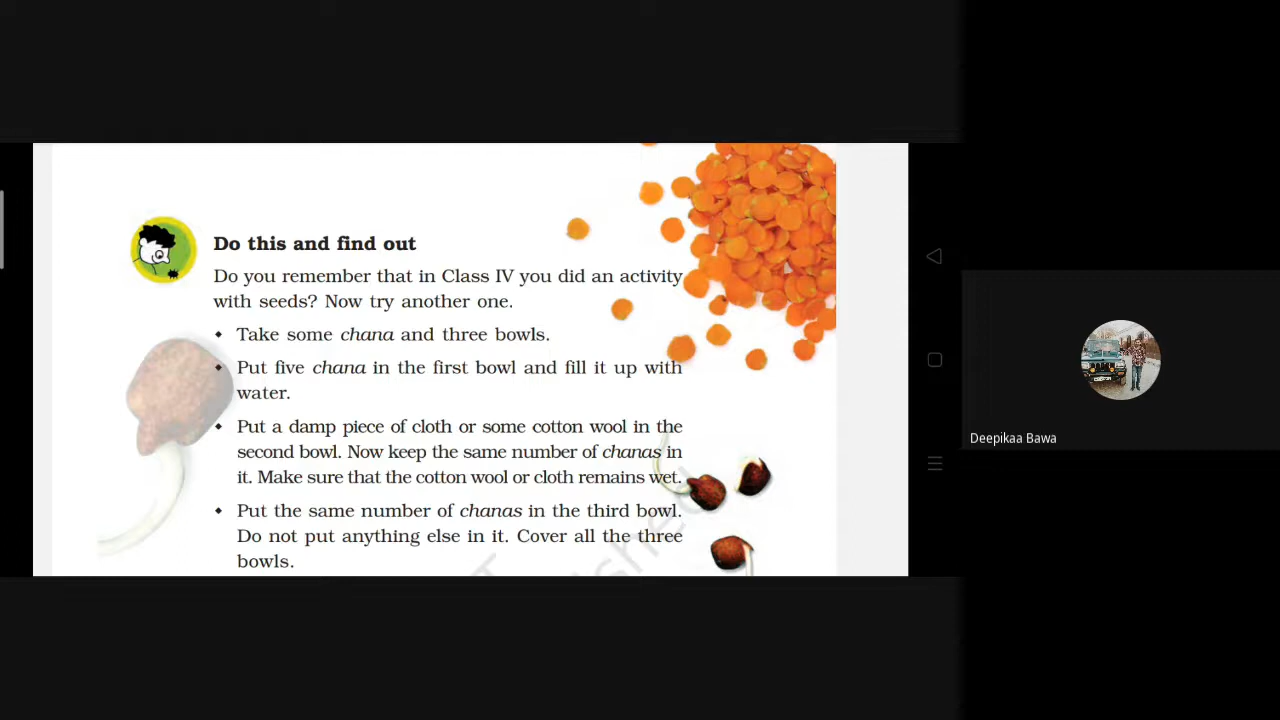 Do this and find out
Do you remember that in Class IV you did an activity
with seeds? Now try another one.
Take some chana and three bowls.
Put five chana in the first bowl and fill it up with
water.
Put a damp piece of cloth or some cotton wool in the
second bowl. Now keep the same number of chanas in
it. Make sure that the cotton wool or cloth remains wet.
Put the same number of chanas in the third bowl.
Do not put anything else in it. Cover all the three
bowls.
Deepikaa Bawa